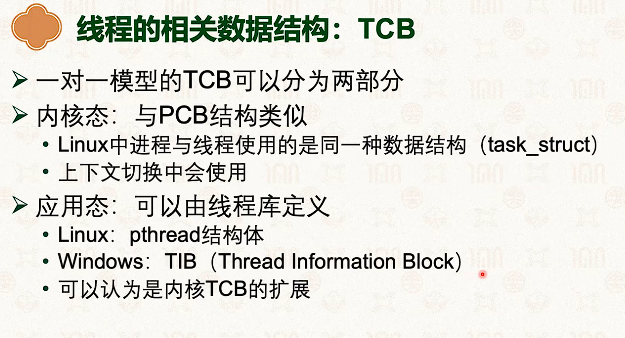 线程的相关数据结构：TCB
➢ 一对一模型的TCB可以分为两部分
➢ 内核态：与PCB结构类似
• Linux中进程与线程使用的是同一种数据结构（task_struct）
• 上下文切换中会使用
➢ 应用态：可以由线程库定义
• Linux：pthread结构体
• Windows：TIB（Thread Information Block）
• 可以认为是内核TCB的扩展